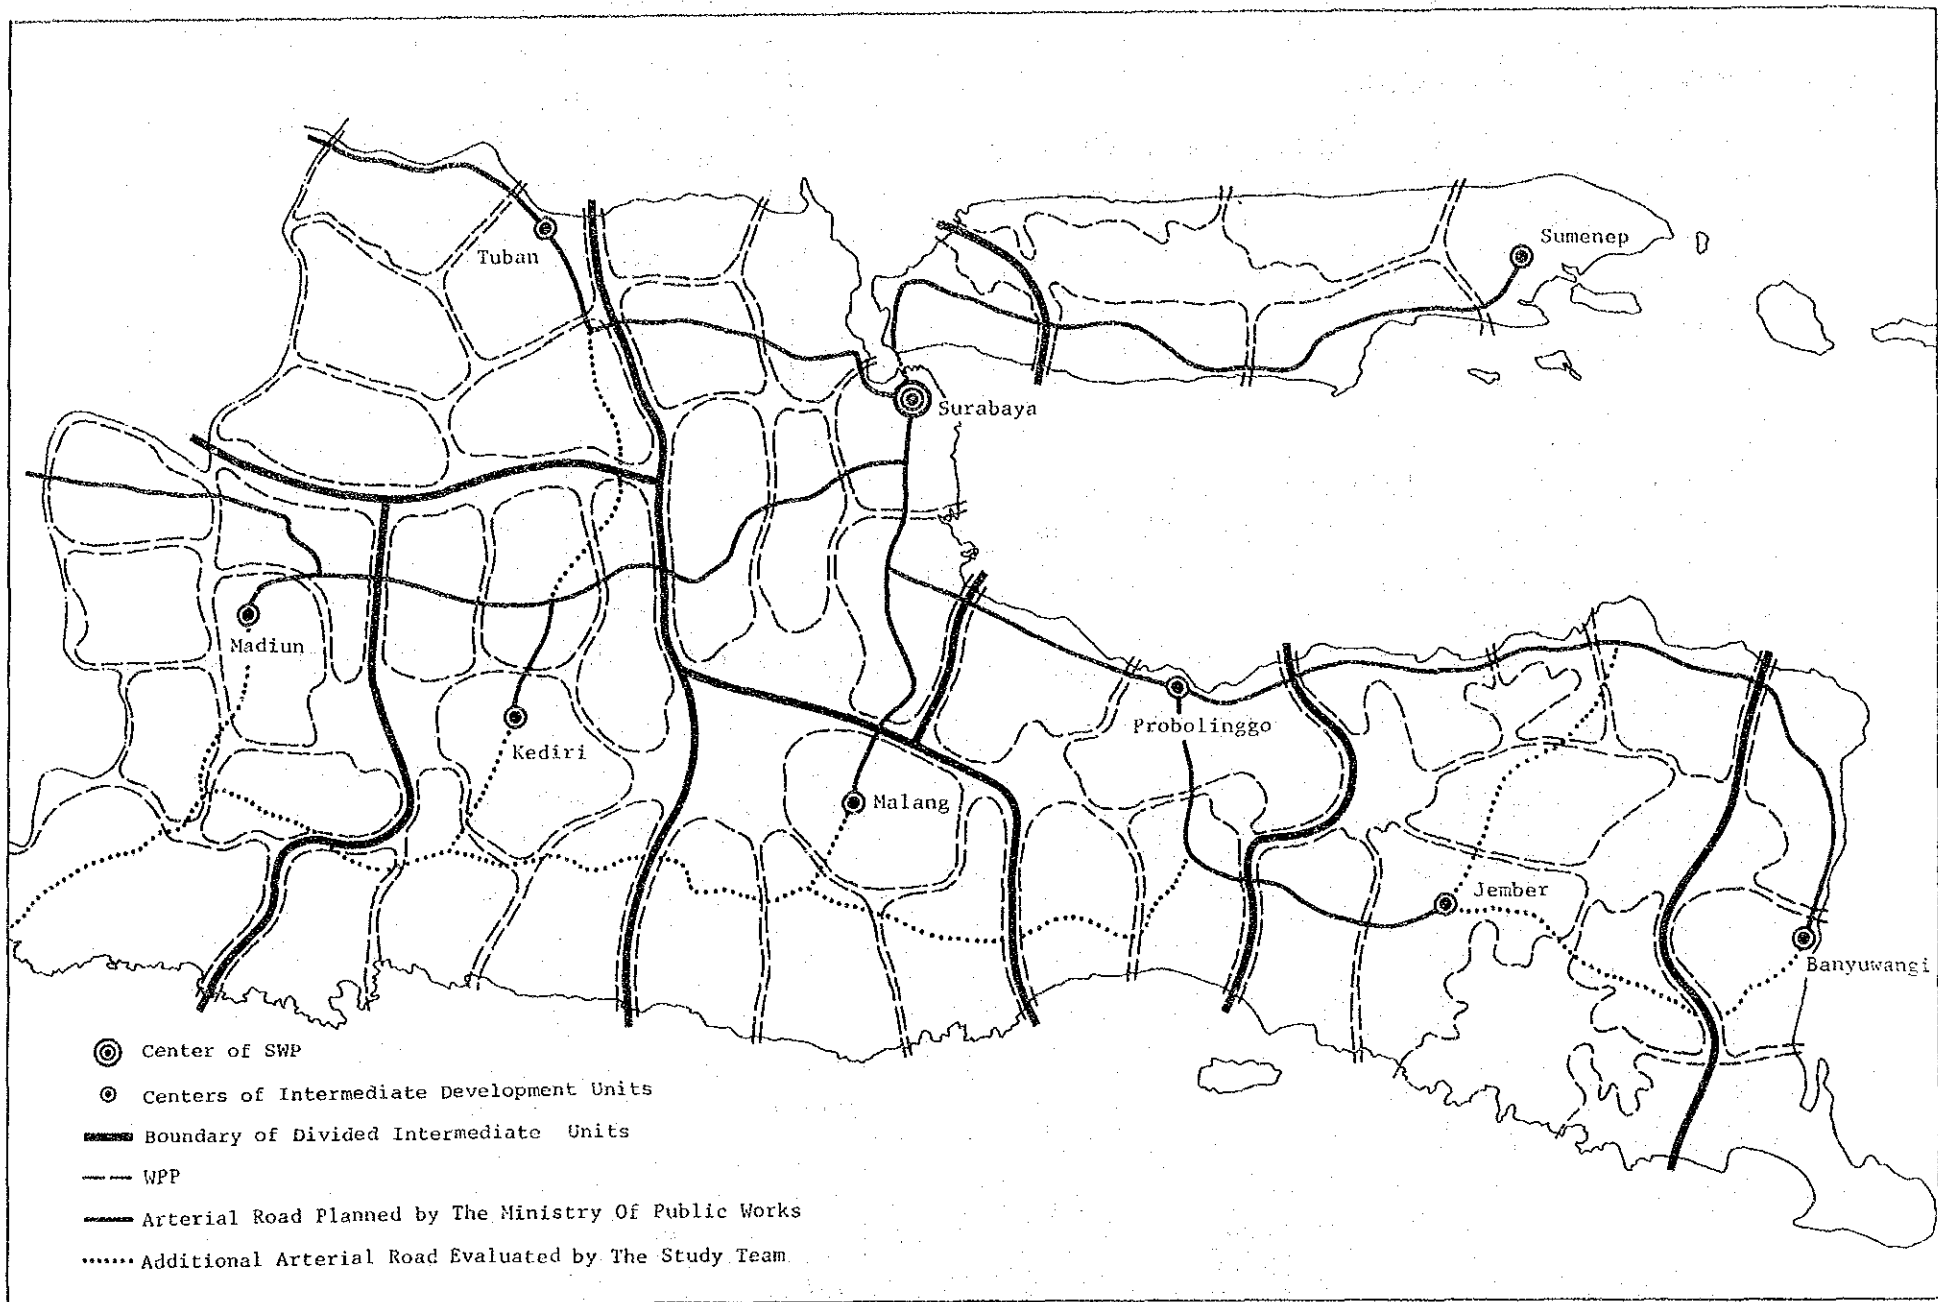 Tuban
Sumenep
Surabaya
Madiun
Kediri
Probolinggo
Malang
Jember
Banyuwangi
Center of SWP
Centers of Intermediate Development Units
Boundary of Divided Intermediate Units
WPP
Arterial Road Planned by The Ministry Of Public Works
Additional Arterial Road Evaluated by The Study Team